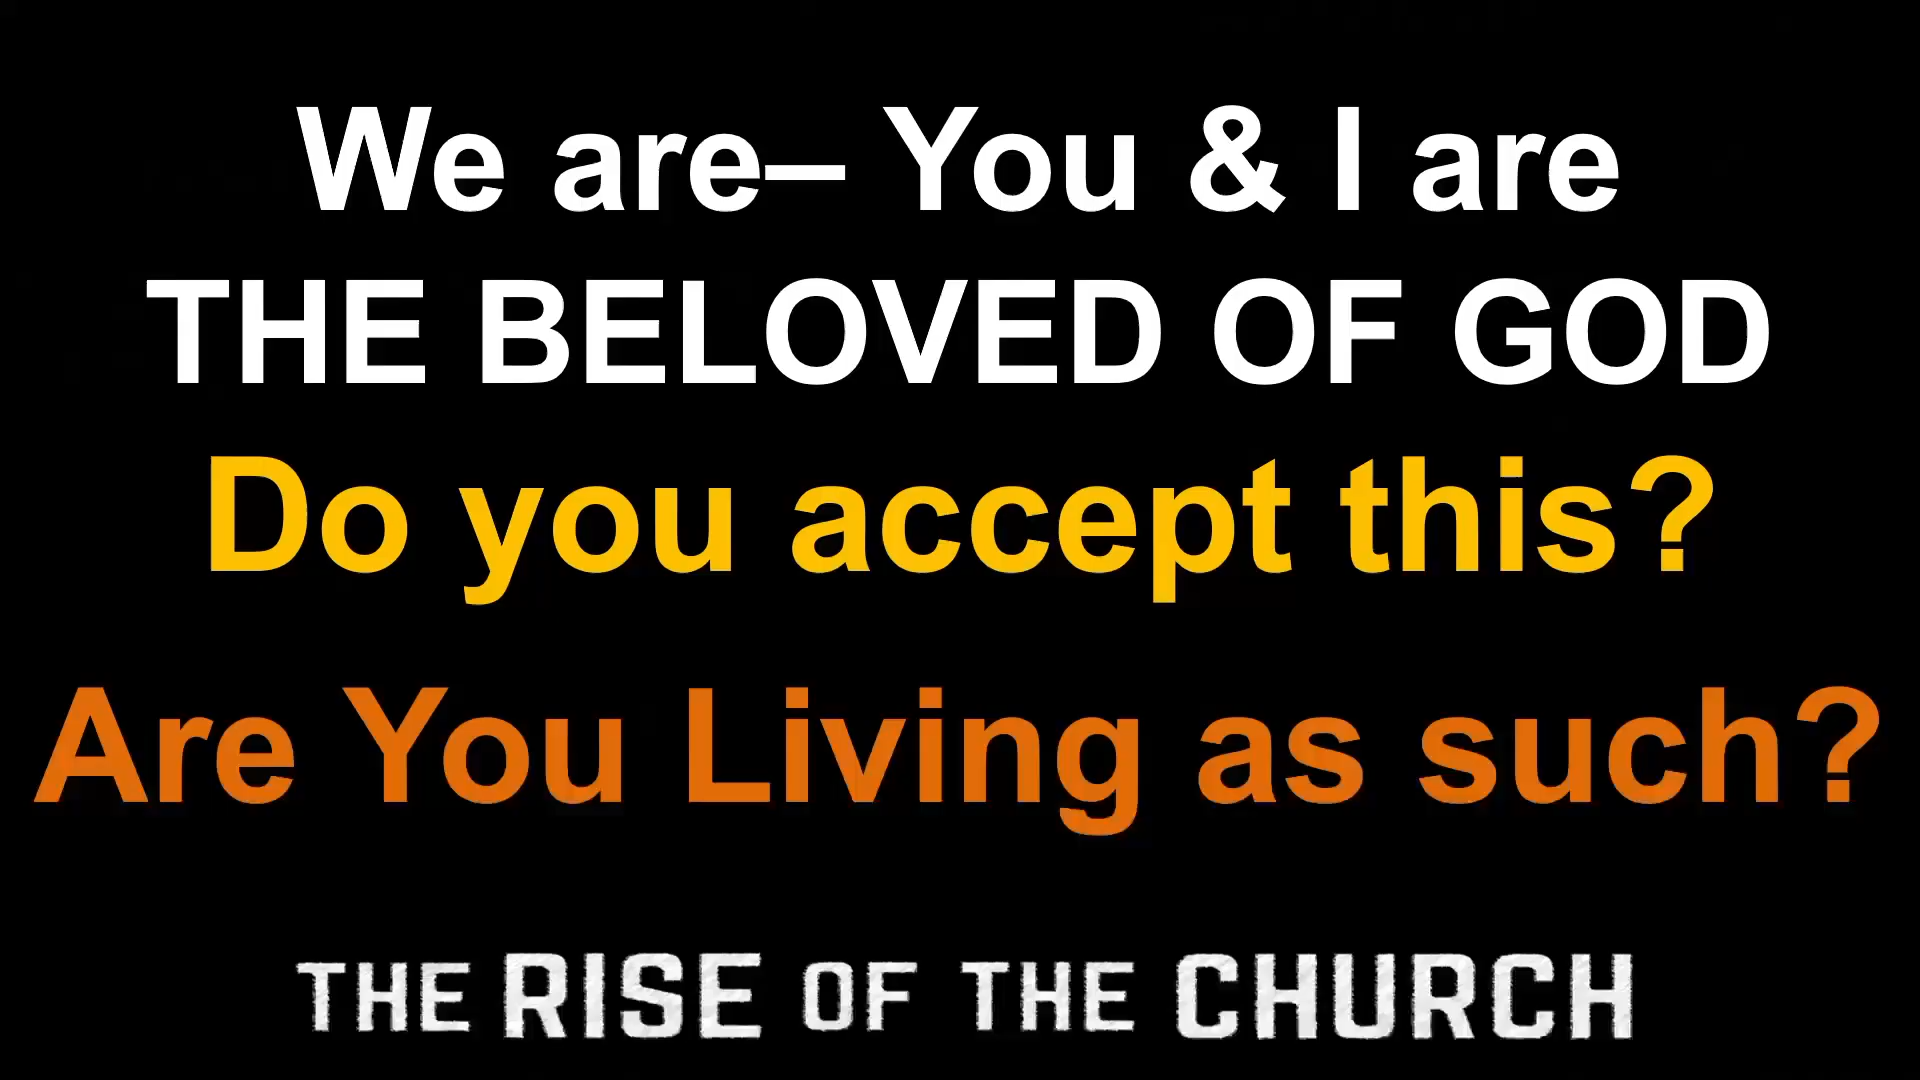 We are– You & I are
THE BELOVED OF GOD
Do you accept this?
Are You Living as such?
THE RISE OF THE CHURCH